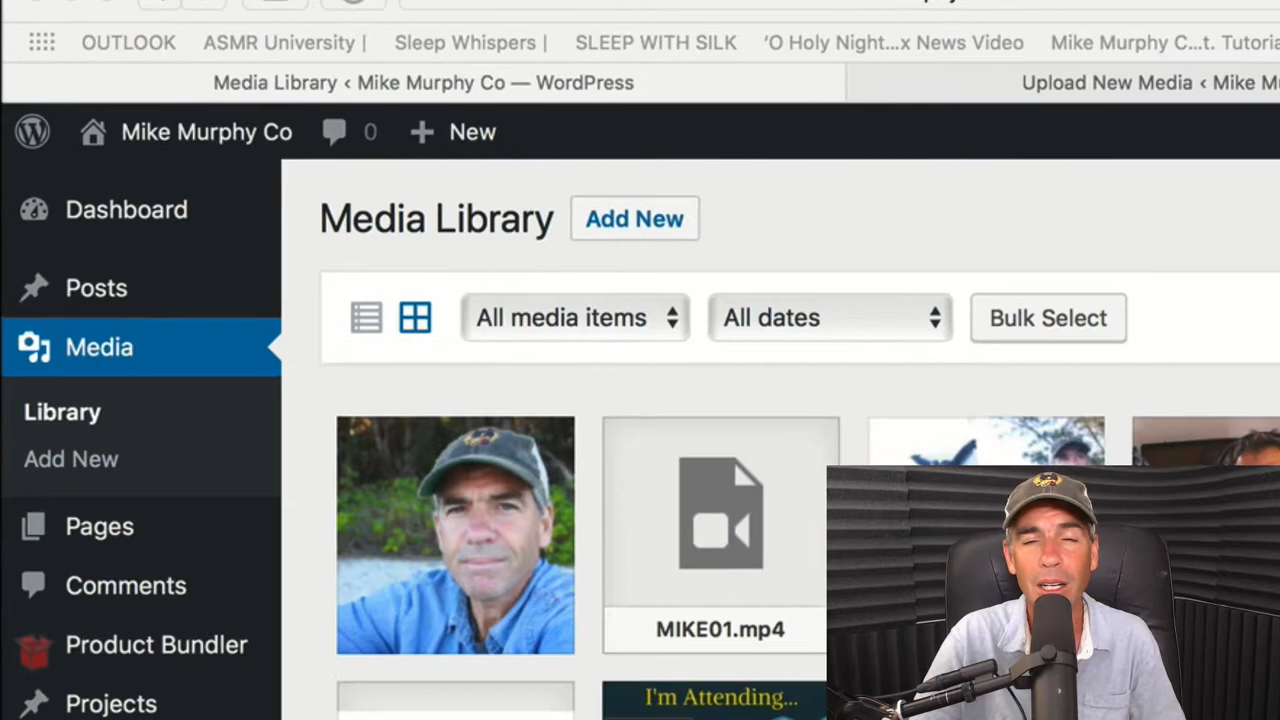 OUTLOOK ASMR University | Sleep Whispers | SLEEP WITH SILK 'O Holy Night...x News Video Mike Murphy C...t. Tutoria
Media Library < Mike Murphy Co — WordPress Upload New Media < Mike M
Mike Murphy Co 0 + New
Dashboard
Media Library Add New
Posts
All media items All dates Bulk Select
Media
Library
Add New
Pages
Comments
MIKE01.mp4
Product Bundler
Projects
I'm Attending...